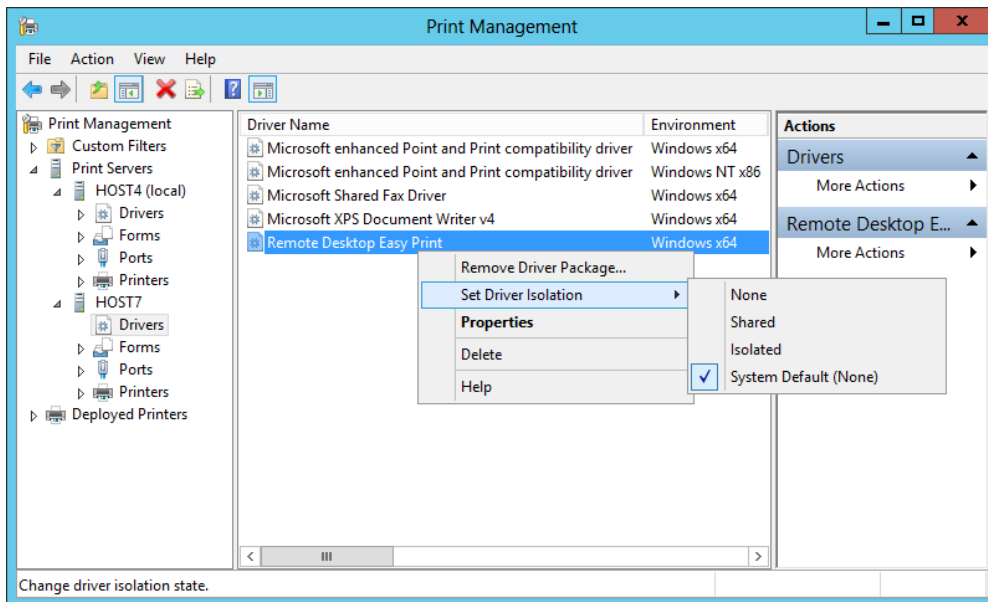 Print Management
File Action View Help
Print Management
Custom Filters
Print Servers
HOST4 (local)
Drivers
Forms
Ports
Printers
HOST7
Drivers
Forms
Ports
Printers
Deployed Printers
Driver Name Environment
Microsoft enhanced Point and Print compatibility driver Windows x64
Microsoft enhanced Point and Print compatibility driver Windows NT x86
Microsoft Shared Fax Driver Windows x64
Microsoft XPS Document Writer v4 Windows x64
Remote Desktop Easy Print Windows x64
Remove Driver Package...
Set Driver Isolation
Properties
Delete
Help
None
Shared
Isolated
System Default (None)
Actions
Drivers
More Actions
Remote Desktop E...
More Actions
Change driver isolation state.